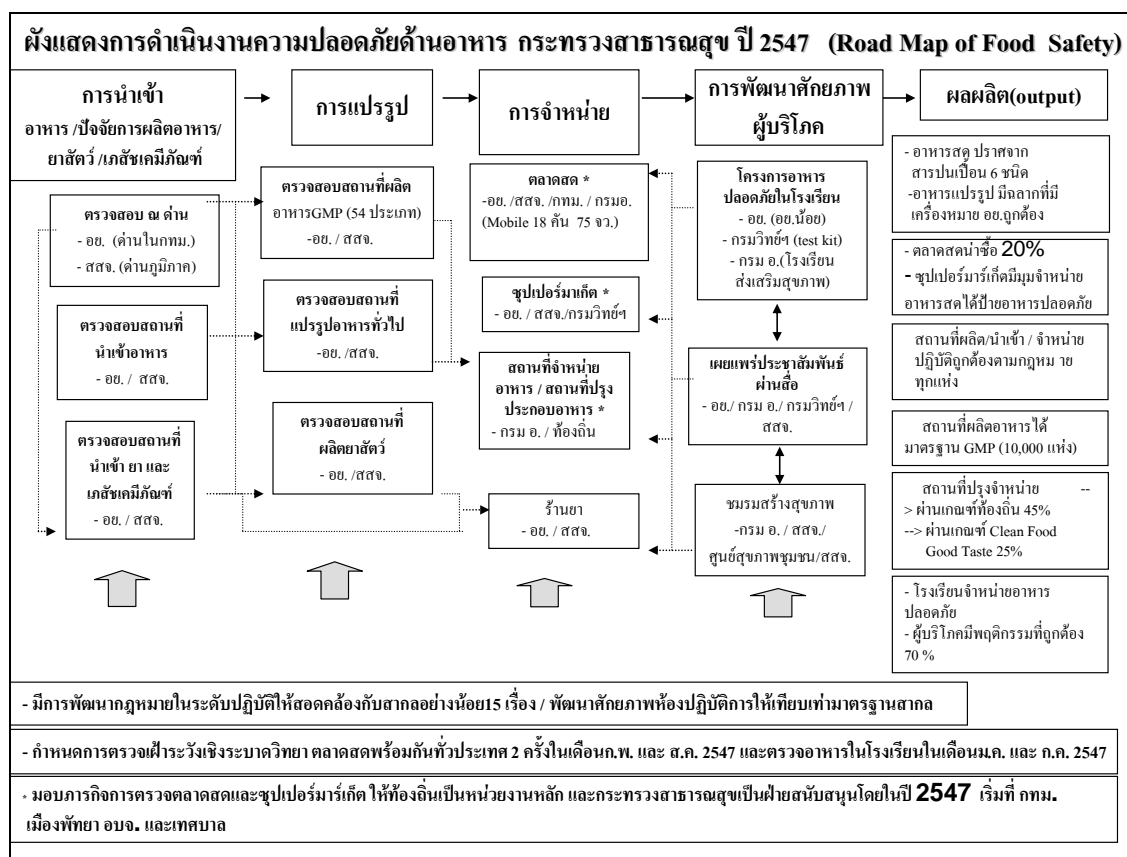 ผังแสดงการดำเนินงานความปลอดภัยด้านอาหาร กระทรวงสาธารณสุข ปี 2547 (Road Map of Food Safety)
การนำเข้า
อาหาร /ปัจจัยการผลิตอาหาร/
ยาสัตว์ /เภสัชเคมีภัณฑ์
การแปรรูป
การจำหน่าย
การพัฒนาศักยภาพ
ผู้บริโภค
ผลผลิต(output)
ตรวจสอบ ณ ด่าน
- อย. (ด่านในกทม.)
- สสจ. (ด่านภูมิภาค)
ตรวจสอบสถานที่
นำเข้าอาหาร
- อย. / สสจ.
ตรวจสอบสถานที่
นำเข้า ยา และ
เภสัชเคมีภัณฑ์
- อย. / สสจ.
ตรวจสอบสถานที่ผลิต
อาหารGMP (54 ประเภท)
-อย. / สสจ.
ตรวจสอบสถานที่
แปรรูปอาหารทั่วไป
-อย. /สสจ.
ตรวจสอบสถานที่
ผลิตยาสัตว์
- อย. /สสจ.
ตลาดสด *
-อย. /สสจ. /กทม. / กรมอ.
(Mobile 18 คัน 75 จว.)
ซุปเปอร์มาเก็ต *
- อย. / สสจ./กรมวิทย์ฯ
สถานที่จำหน่าย
อาหาร / สถานที่ปรุง
ประกอบอาหาร *
- กรม อ. / ท้องถิ่น
ร้านยา
- อย. / สสจ.
โครงการอาหาร
ปลอดภัยในโรงเรียน
- อย. (อย.น้อย)
- กรมวิทย์ฯ (test kit)
- กรม อ.(โรงเรียน
ส่งเสริมสุขภาพ)
เผยแพร่ประชาสัมพันธ์
ผ่านสื่อ
- อย./ กรม อ./ กรมวิทย์ฯ /
สสจ.
ชมรมสร้างสุขภาพ
-กรม อ. / สสจ./
ศูนย์สุขภาพชุมชน/สสจ.
- อาหารสด ปราศจาก
สารปนเปื้อน 6 ชนิด
-อาหารแปรรูป มีฉลากที่มี
เครื่องหมาย อย.ถูกต้อง
- ตลาดสดน่าซื้อ 20%
- ซุปเปอร์มาร์เก็ตมีมุมจำหน่าย
อาหารสดได้ป้ายอาหารปลอดภัย
สถานที่ผลิต/นำเข้า / จำหน่าย
ปฏิบัติถูกต้องตามกฎหม าย
ทุกแห่ง
สถานที่ผลิตอาหารได้
มาตรฐาน GMP (10,000 แห่ง)
สถานที่ปรุงจำหน่าย --
> ผ่านเกณฑ์ท้องถิ่น 45%
--> ผ่านเกณฑ์ Clean Food
Good Taste 25%
- โรงเรียนจำหน่ายอาหาร
ปลอดภัย
- ผู้บริโภคมีพฤติกรรมที่ถูกต้อง
70 %
- มีการพัฒนากฎหมายในระดับปฏิบัติให้สอดคล้องกับสากลอย่างน้อย15 เรื่อง / พัฒนาศักยภาพห้องปฏิบัติการให้เทียบเท่ามาตรฐานสากล
- กำหนดการตรวจเฝ้าระวังเชิงระบาดวิทยา ตลาดสดพร้อมกันทั่วประเทศ 2 ครั้งในเดือนก.พ. และ ส.ค. 2547 และตรวจอาหารในโรงเรียนในเดือนม.ค. และ ก.ค. 2547
* มอบภารกิจการตรวจตลาดสดและซุปเปอร์มาร์เก็ต ให้ท้องถิ่นเป็นหน่วยงานหลัก และกระทรวงสาธารณสุขเป็นฝ่ายสนับสนุนโดยในปี 2547 เริ่มที่ กทม.
เมืองพัทยา อบจ. และเทศบาล